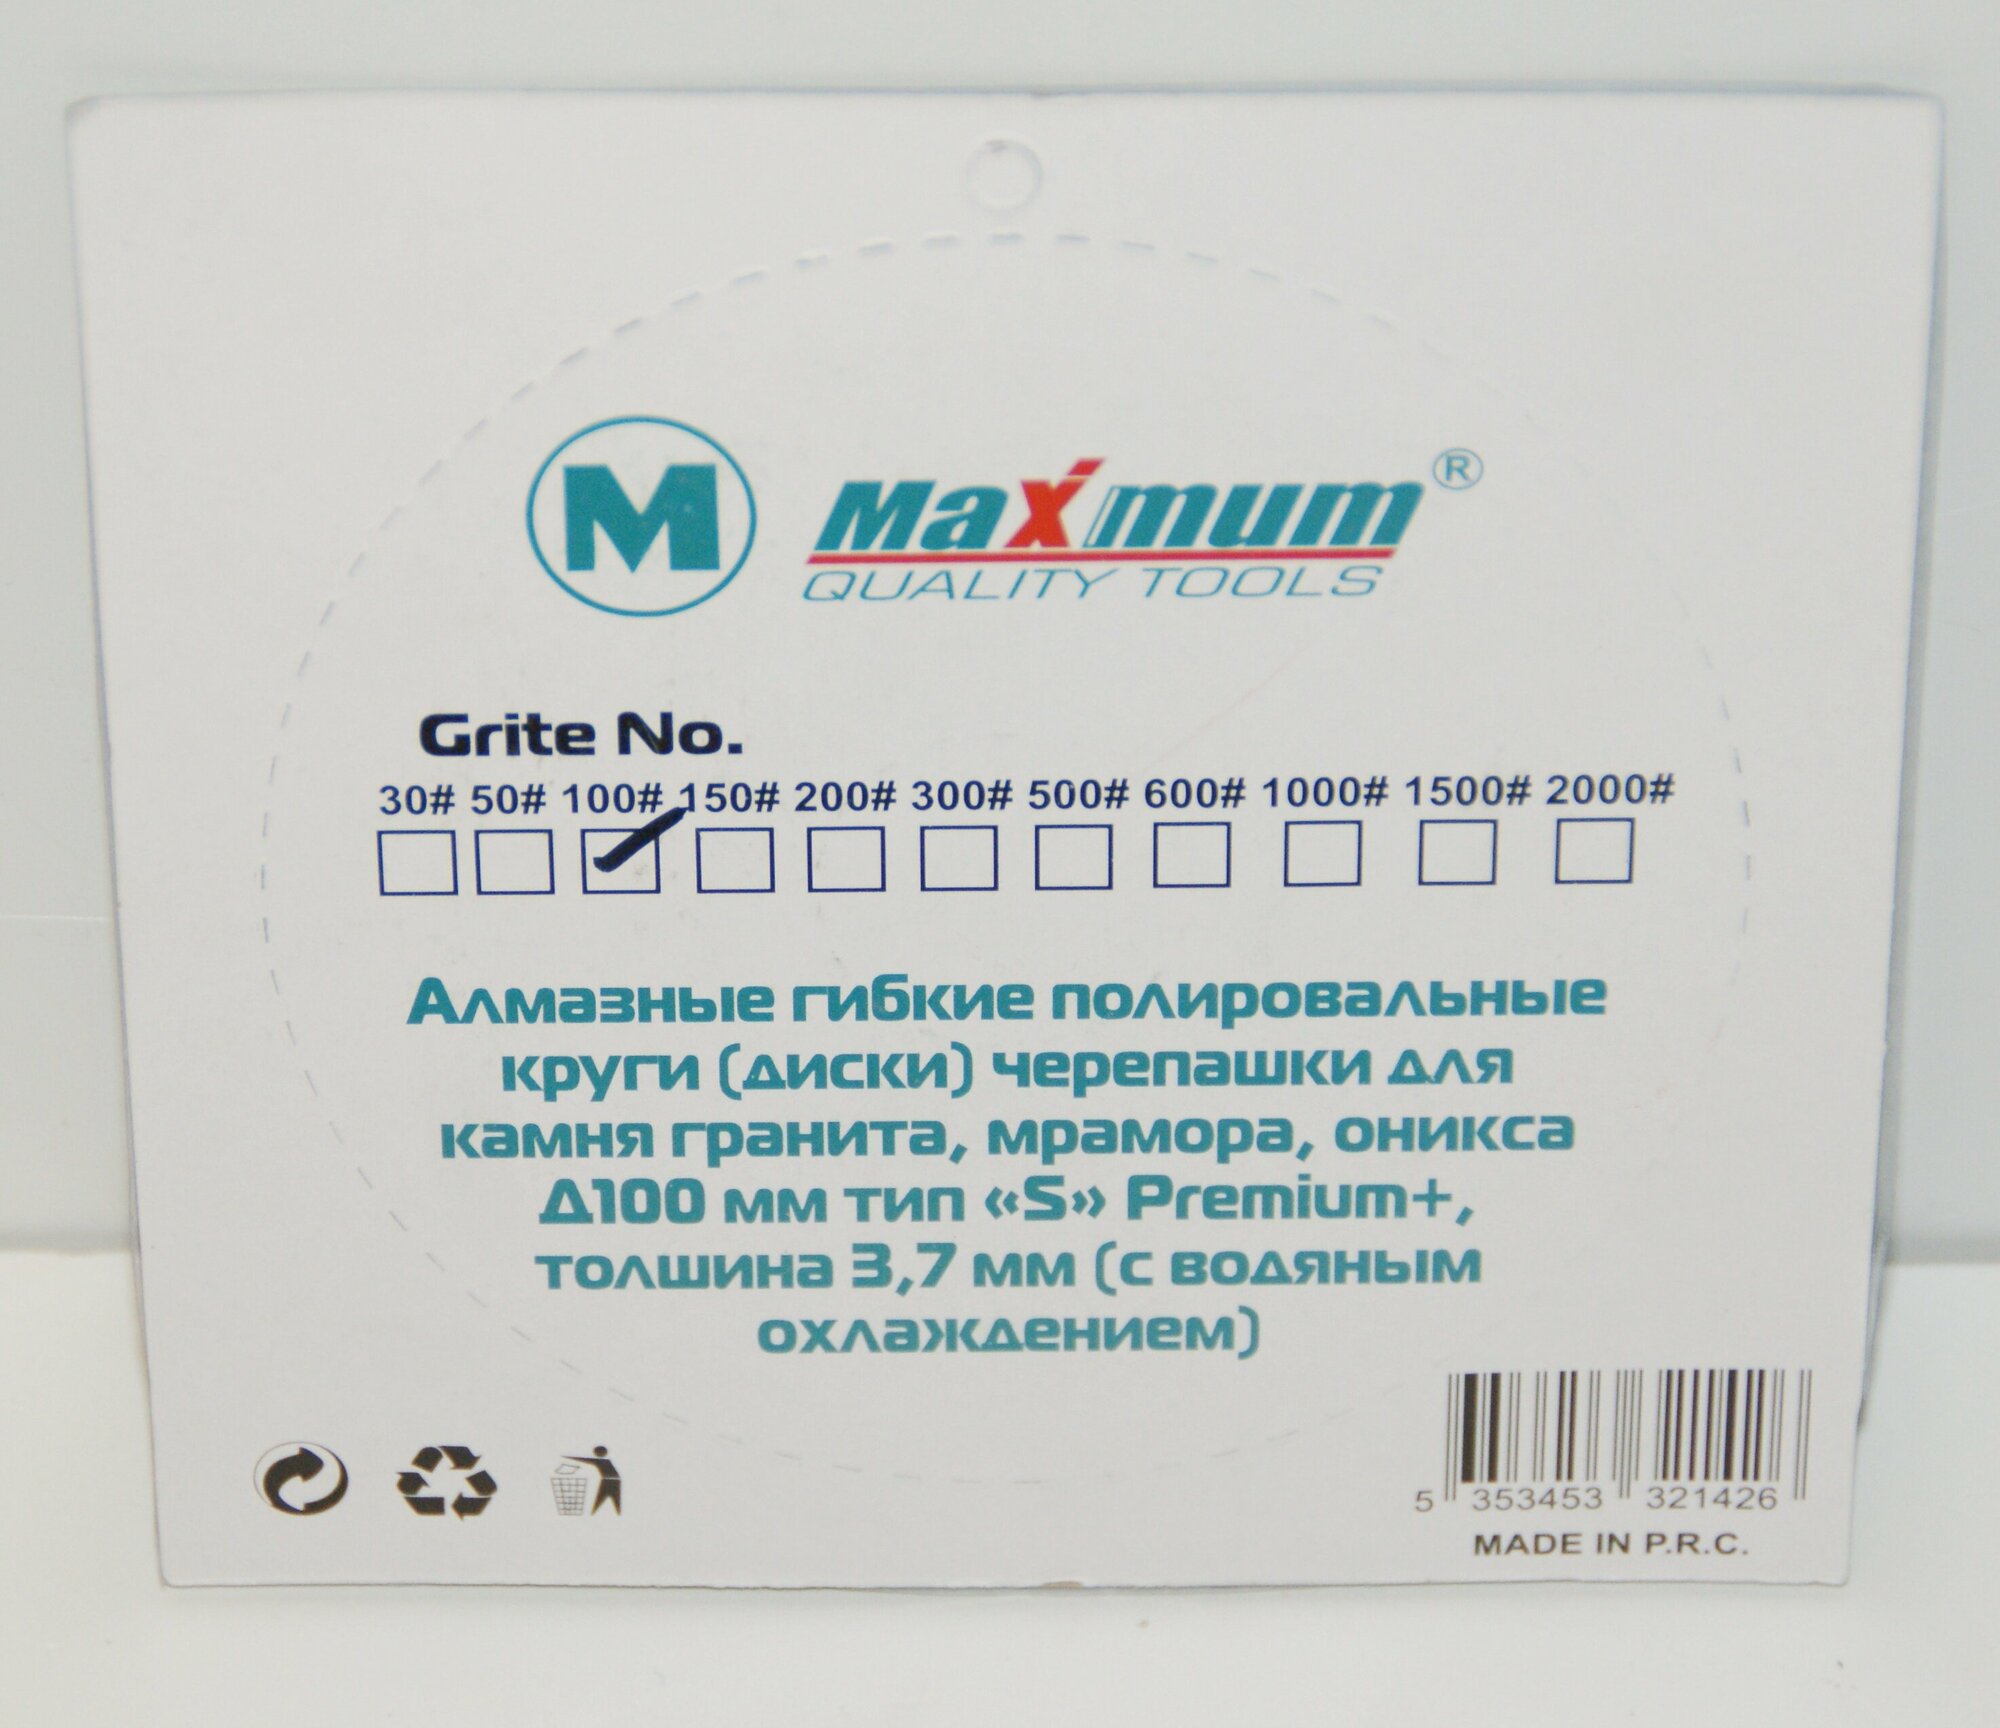 M
Maximum ®
QUALITY TOOLS
Grite No.
30# 50# 100# 150# 200# 300# 500# 600# 1000# 1500# 2000#
Алмазные гибкие полировальные
круги (диски) черепашки для
камня гранита, мрамора, оникса
Д100 мм тип «S» Premium+,
толшина 3,7 мм (с водяным
охлаждением)
5 353453 321426
MADE IN P.R.C.